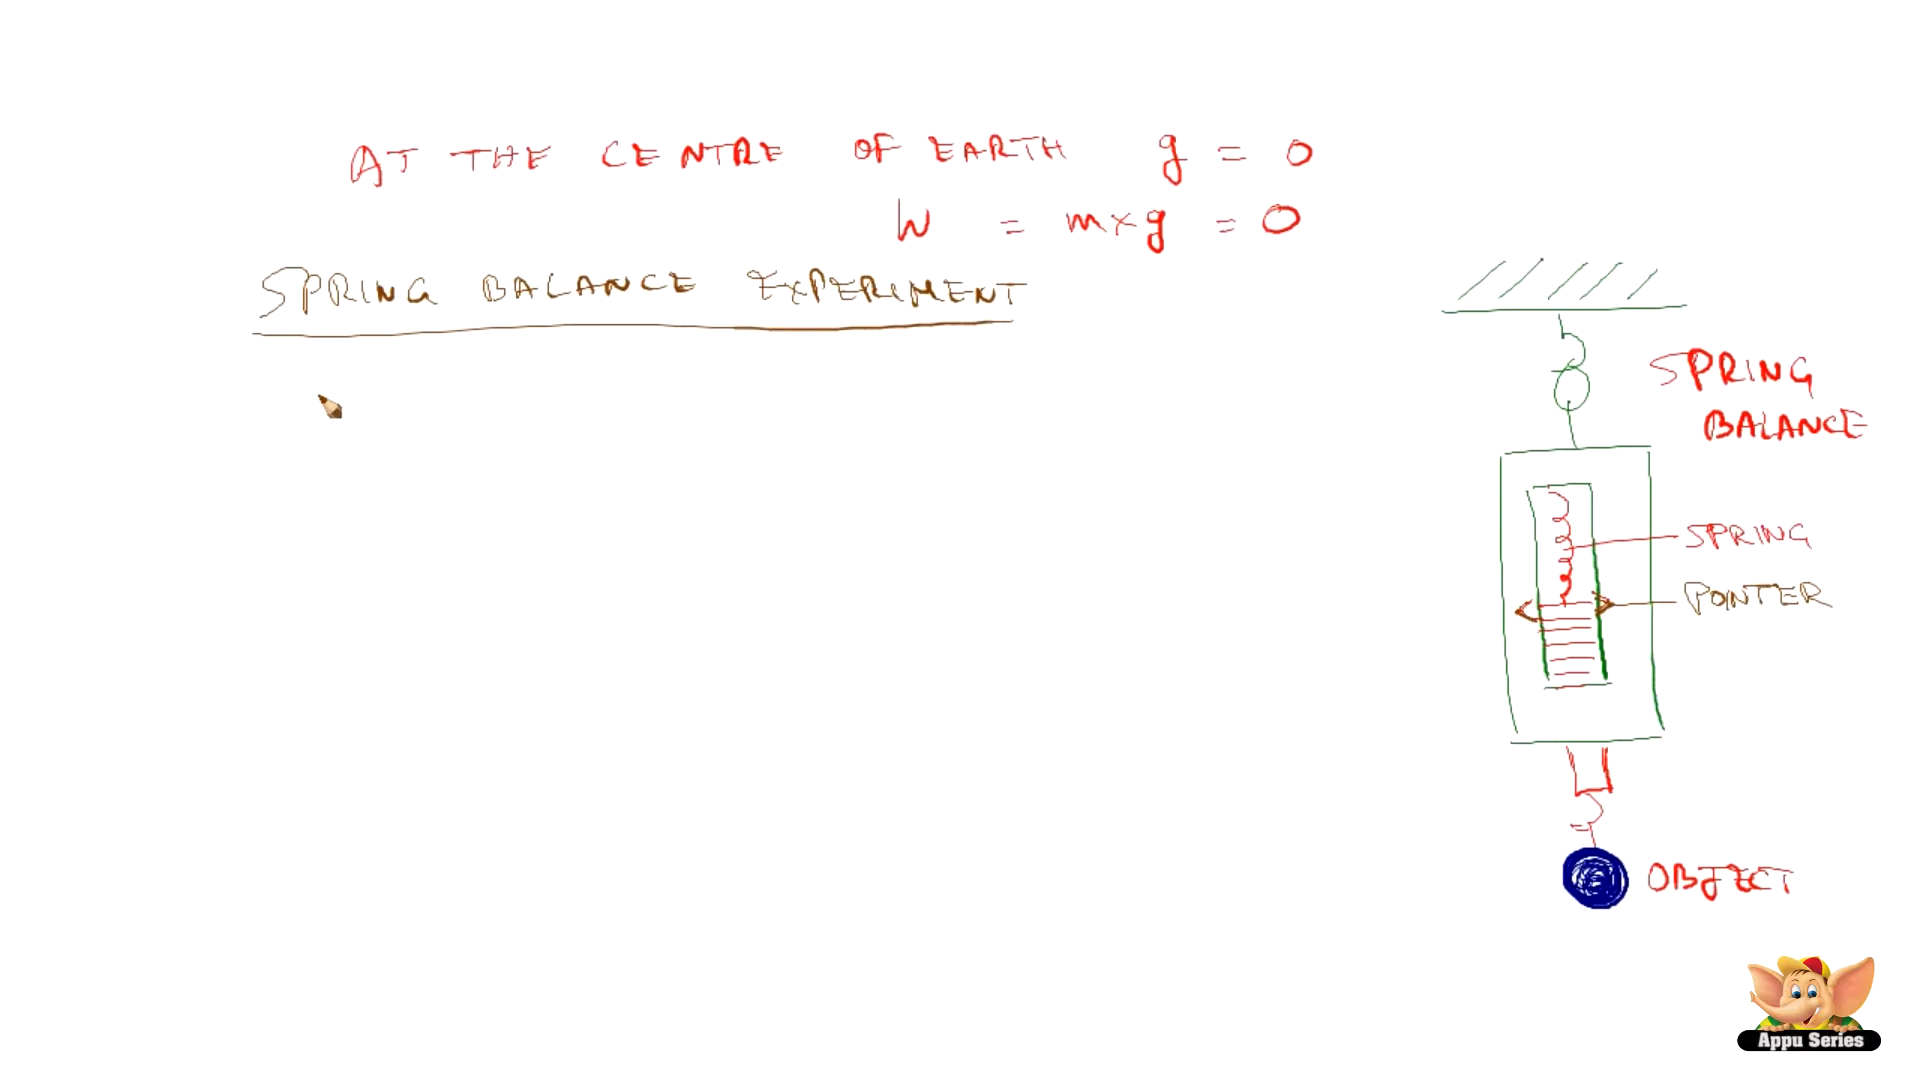 AT THE CENTRE OF EARTH g = 0
W = m×g = 0
SPRING BALANCE EXPERIMENT
SPRING
BALANCE
SPRING
POINTER
OBJECT
Appu Series